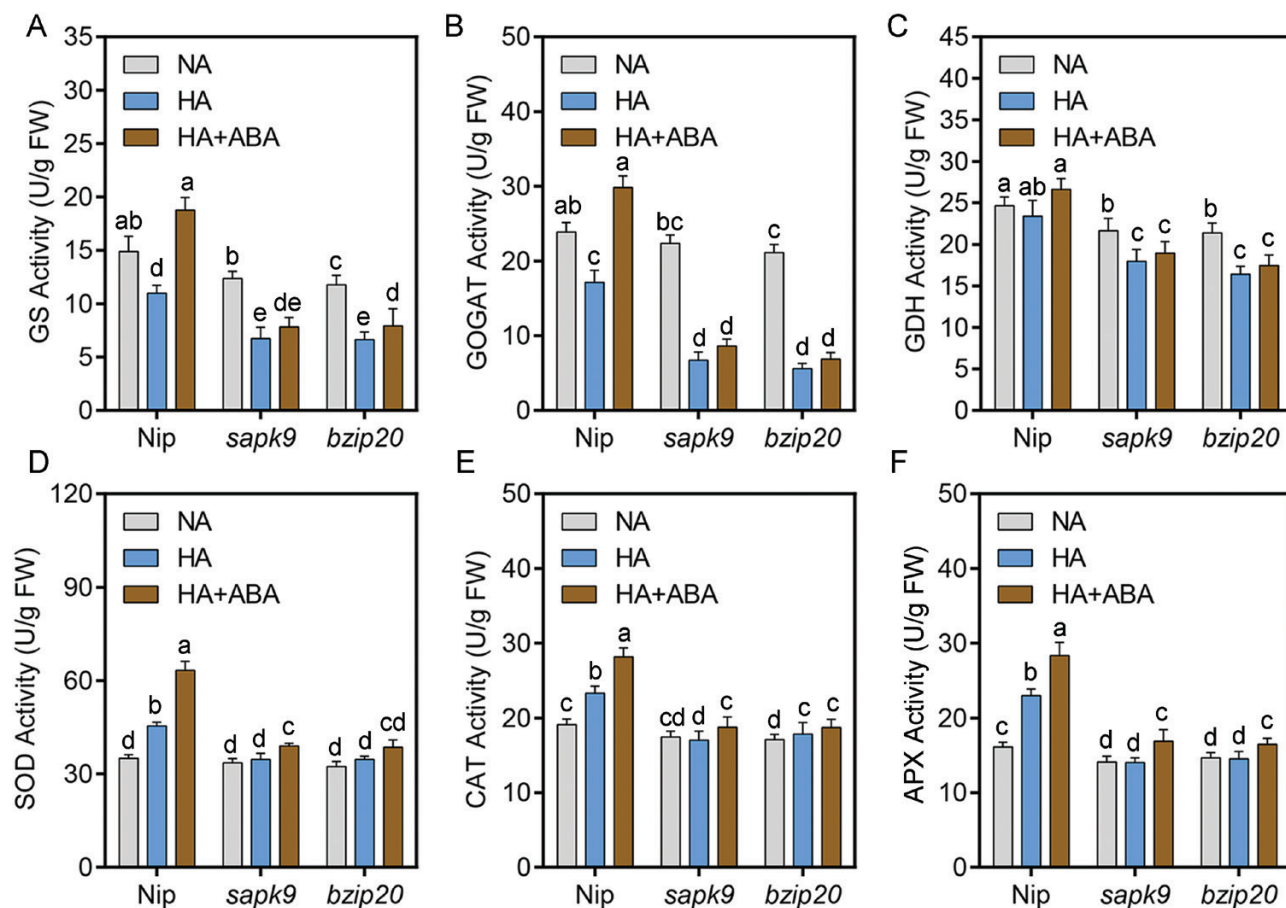 A
GS Activity (U/g FW)
35
30
25
20
15
10
5
0
NA
HA
HA+ABA
ab
d
a
b
e
de
c
e
d
Nip
sapk9
bzip20
B
GOGAT Activity (U/g FW)
50
40
30
20
10
0
NA
HA
HA+ABA
ab
c
a
bc
d
d
c
d
d
Nip
sapk9
bzip20
C
GDH Activity (U/g FW)
45
40
35
30
25
20
15
10
5
0
NA
HA
HA+ABA
a
ab
a
b
c
c
b
c
c
Nip
sapk9
bzip20
D
SOD Activity (U/g FW)
120
90
60
30
0
NA
HA
HA+ABA
d
b
a
d
d
c
d
d
cd
Nip
sapk9
bzip20
E
CAT Activity (U/g FW)
50
40
30
20
10
0
NA
HA
HA+ABA
c
b
a
cd
d
c
d
c
c
Nip
sapk9
bzip20
F
APX Activity (U/g FW)
50
40
30
20
10
0
NA
HA
HA+ABA
c
b
a
d
d
c
d
d
c
Nip
sapk9
bzip20